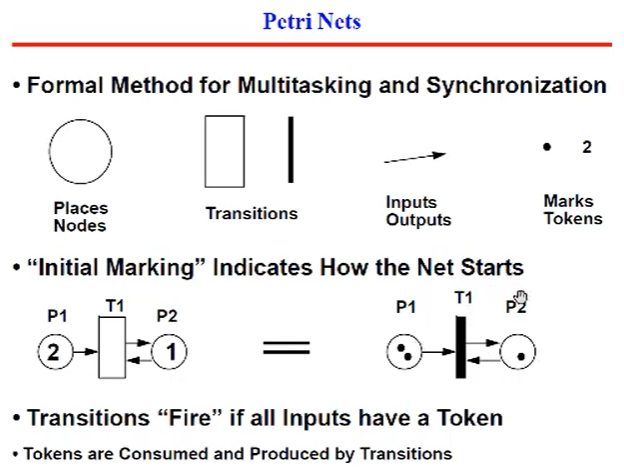 Petri Nets
• Formal Method for Multitasking and Synchronization
2
Places
Nodes
Transitions
Inputs
Outputs
Marks
Tokens
• “Initial Marking” Indicates How the Net Starts
P1 T1 P2
2 1
P1 T1 P2
• Transitions “Fire” if all Inputs have a Token
• Tokens are Consumed and Produced by Transitions